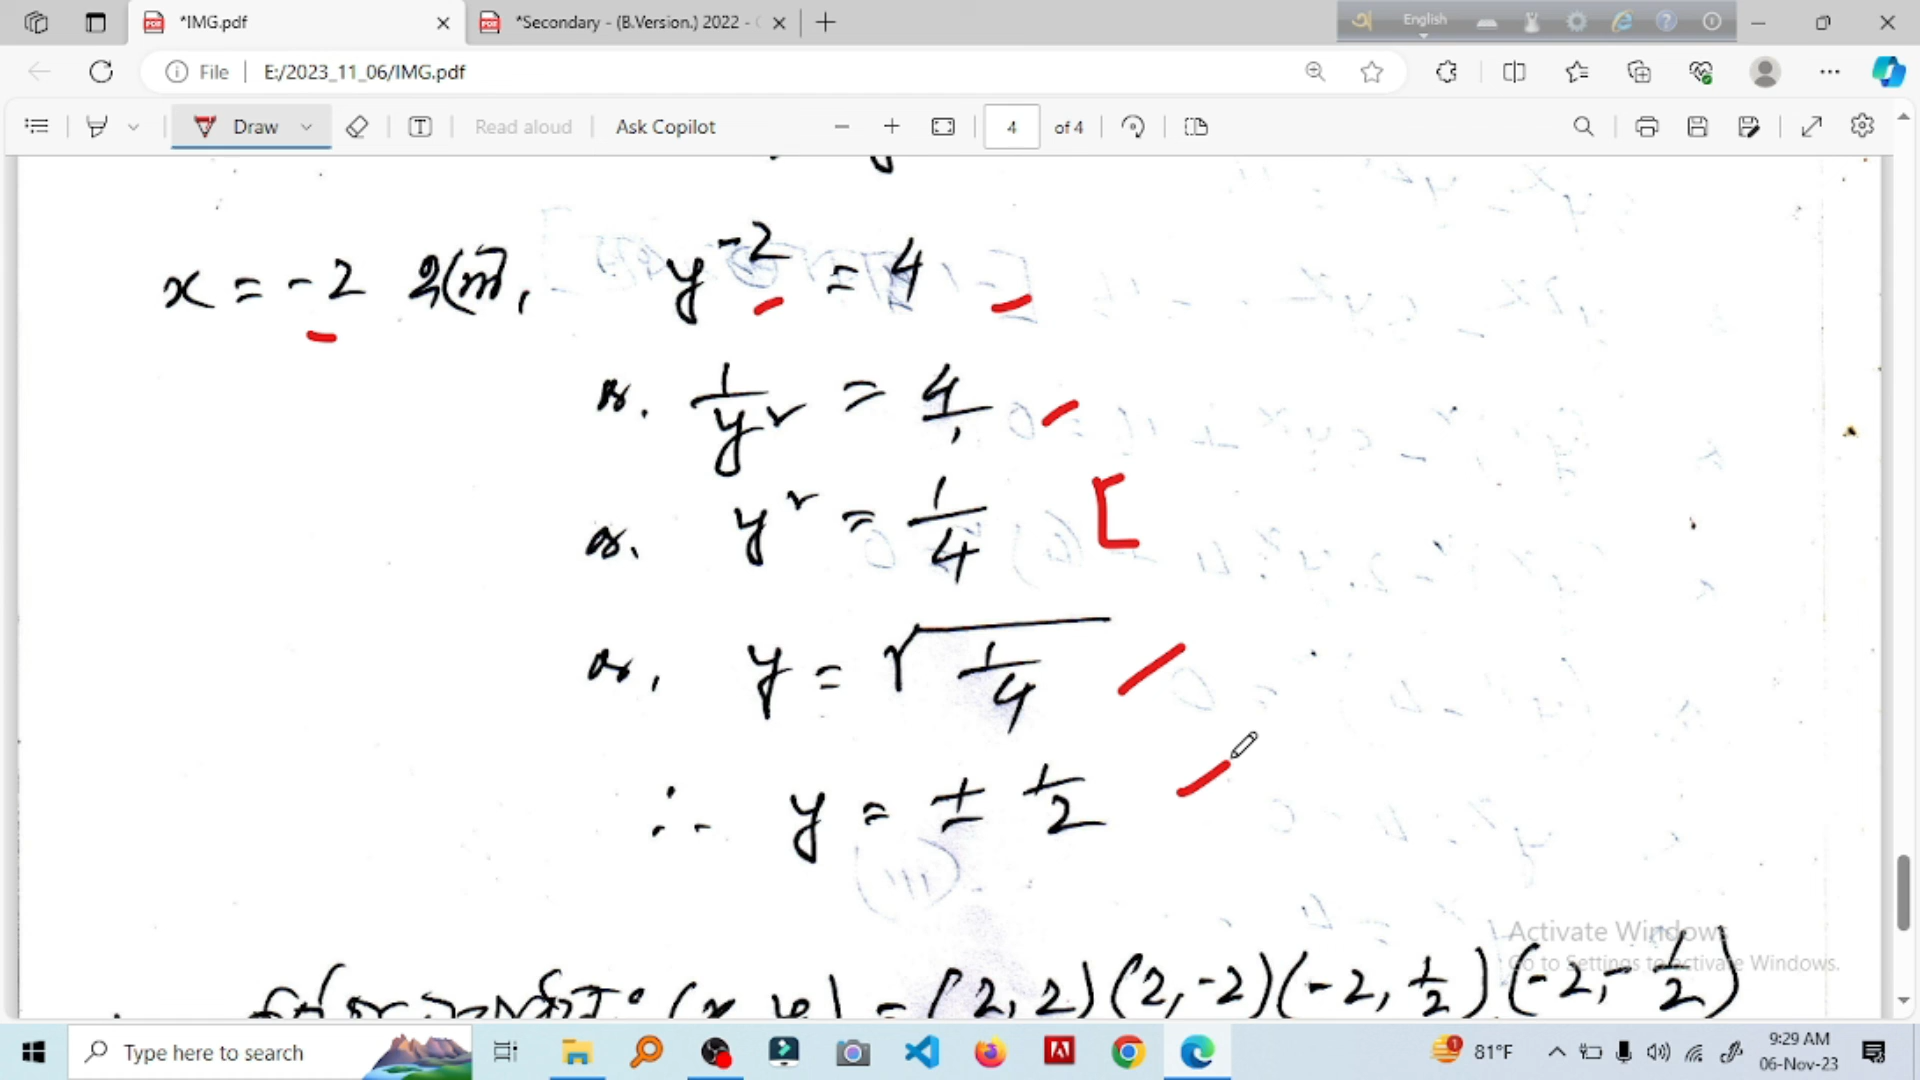 *IMG.pdf
*Secondary - (B.Version.) 2022 -
English
File
E:/2023_11_06/IMG.pdf
Draw
Read aloud
Ask Copilot
4
of 4
x = -2 হলে, y⁻² = 4
বা. 1/y² = 4/1
বা. y² = 1/4
বা, y = √(1/4)
∴ y = ± 1/2
(x, y) = (2, 2) (2, -2) (-2, 1/2) (-2, -1/2)
Activate Windows
Go to Settings to activate Windows.
Type here to search
1
81°F
9:29 AM
06-Nov-23